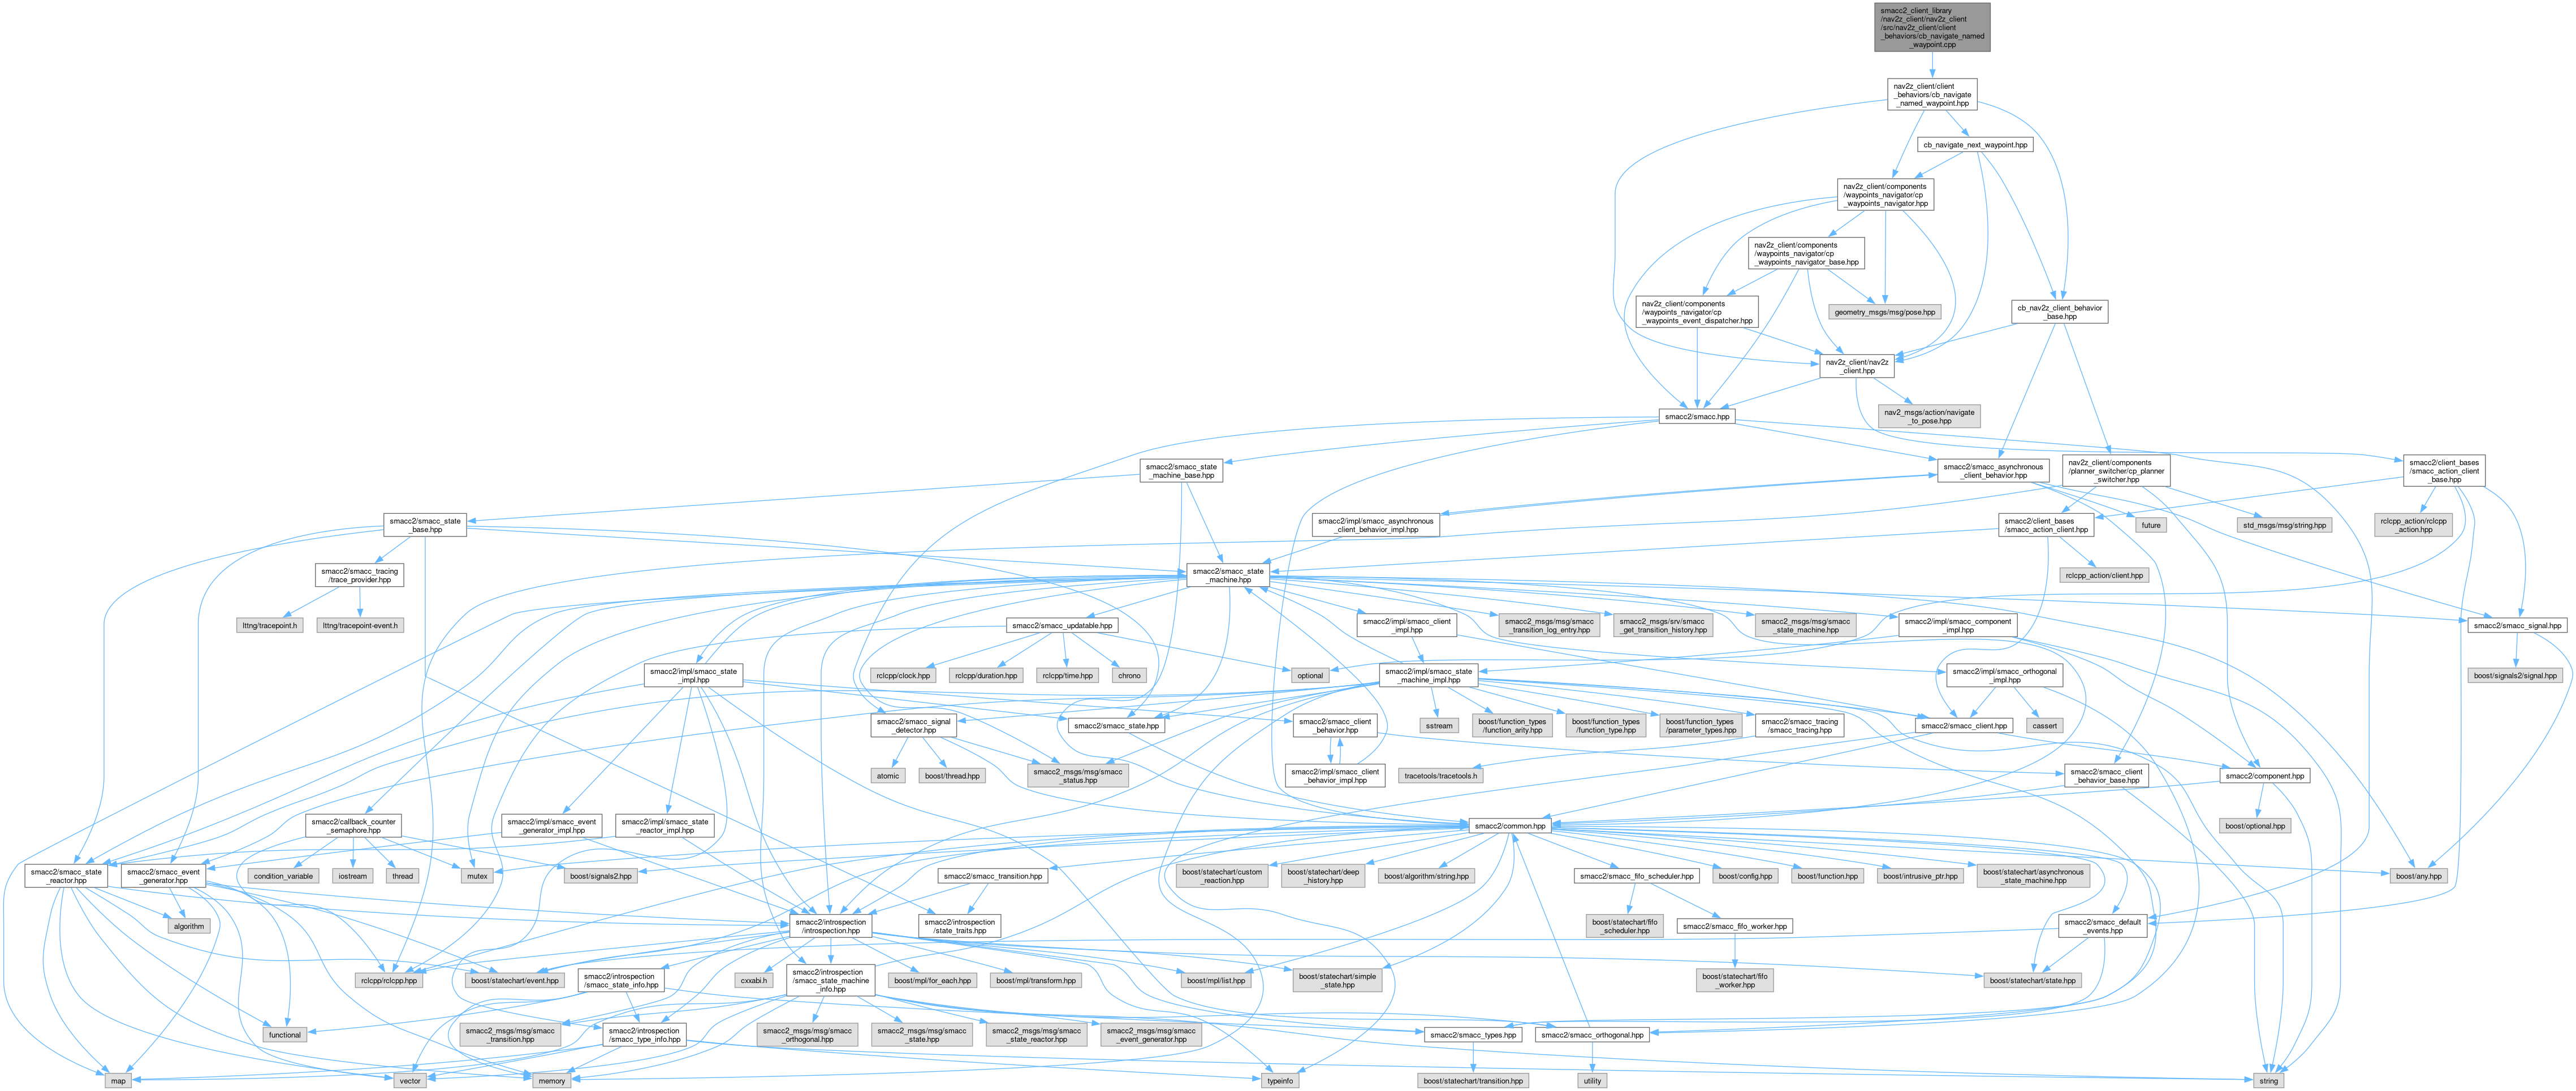 smacc2_client_library
/nav2z_client/nav2z_client
/src/nav2z_client/client
_behaviors/cb_navigate_named
_waypoint.cpp
nav2z_client/client
_behaviors/cb_navigate
_named_waypoint.hpp
cb_navigate_next_waypoint.hpp
nav2z_client/components
/waypoints_navigator/cp
_waypoints_navigator.hpp
nav2z_client/components
/waypoints_navigator/cp
_waypoints_navigator_base.hpp
nav2z_client/components
/waypoints_navigator/cp
_waypoints_event_dispatcher.hpp
geometry_msgs/msg/pose.hpp
cb_nav2z_client_behavior
_base.hpp
nav2z_client/nav2z
_client.hpp
smacc2/smacc.hpp
nav2_msgs/action/navigate
_to_pose.hpp
smacc2/smacc_state
_machine_base.hpp
smacc2/smacc_asynchronous
_client_behavior.hpp
nav2z_client/components
/planner_switcher/cp_planner
_switcher.hpp
smacc2/client_bases
/smacc_action_client
_base.hpp
smacc2/smacc_state
_base.hpp
smacc2/impl/smacc_asynchronous
_client_behavior_impl.hpp
smacc2/client_bases
/smacc_action_client.hpp
future
std_msgs/msg/string.hpp
rclcpp_action/rclcpp
_action.hpp
smacc2/smacc_tracing
/trace_provider.hpp
smacc2/smacc_state
_machine.hpp
rclcpp_action/client.hpp
lttng/tracepoint.h
lttng/tracepoint-event.h
smacc2/smacc_updatable.hpp
smacc2/impl/smacc_client
_impl.hpp
smacc2_msgs/msg/smacc
_transition_log_entry.hpp
smacc2_msgs/srv/smacc
_get_transition_history.hpp
smacc2_msgs/msg/smacc
_state_machine.hpp
smacc2/impl/smacc_component
_impl.hpp
smacc2/smacc_signal.hpp
smacc2/impl/smacc_state
_impl.hpp
rclcpp/clock.hpp
rclcpp/duration.hpp
rclcpp/time.hpp
chrono
optional
smacc2/impl/smacc_state
_machine_impl.hpp
smacc2/impl/smacc_orthogonal
_impl.hpp
boost/signals2/signal.hpp
smacc2/smacc_signal
_detector.hpp
smacc2/smacc_state.hpp
smacc2/smacc_client
_behavior.hpp
sstream
boost/function_types
/function_arity.hpp
boost/function_types
/function_type.hpp
boost/function_types
/parameter_types.hpp
smacc2/smacc_tracing
/smacc_tracing.hpp
smacc2/smacc_client.hpp
cassert
atomic
boost/thread.hpp
smacc2_msgs/msg/smacc
_status.hpp
smacc2/impl/smacc_client
_behavior_impl.hpp
tracetools/tracetools.h
smacc2/smacc_client
_behavior_base.hpp
smacc2/component.hpp
smacc2/callback_counter
_semaphore.hpp
smacc2/impl/smacc_event
_generator_impl.hpp
smacc2/impl/smacc_state
_reactor_impl.hpp
smacc2/common.hpp
boost/optional.hpp
smacc2/smacc_state
_reactor.hpp
smacc2/smacc_event
_generator.hpp
condition_variable
iostream
thread
mutex
boost/signals2.hpp
smacc2/smacc_transition.hpp
boost/statechart/custom
_reaction.hpp
boost/statechart/deep
_history.hpp
boost/algorithm/string.hpp
smacc2/smacc_fifo_scheduler.hpp
boost/config.hpp
boost/function.hpp
boost/intrusive_ptr.hpp
boost/statechart/asynchronous
_state_machine.hpp
boost/any.hpp
algorithm
smacc2/introspection
/introspection.hpp
smacc2/introspection
/state_traits.hpp
boost/statechart/fifo
_scheduler.hpp
smacc2/smacc_fifo_worker.hpp
smacc2/smacc_default
_events.hpp
rclcpp/rclcpp.hpp
boost/statechart/event.hpp
smacc2/introspection
/smacc_state_info.hpp
cxxabi.h
smacc2/introspection
/smacc_state_machine
_info.hpp
boost/mpl/for_each.hpp
boost/mpl/transform.hpp
boost/mpl/list.hpp
boost/statechart/simple
_state.hpp
boost/statechart/fifo
_worker.hpp
boost/statechart/state.hpp
functional
smacc2_msgs/msg/smacc
_transition.hpp
smacc2/introspection
/smacc_type_info.hpp
smacc2_msgs/msg/smacc
_orthogonal.hpp
smacc2_msgs/msg/smacc
_state.hpp
smacc2_msgs/msg/smacc
_state_reactor.hpp
smacc2_msgs/msg/smacc
_event_generator.hpp
smacc2/smacc_types.hpp
smacc2/smacc_orthogonal.hpp
map
vector
memory
typeinfo
boost/statechart/transition.hpp
utility
string